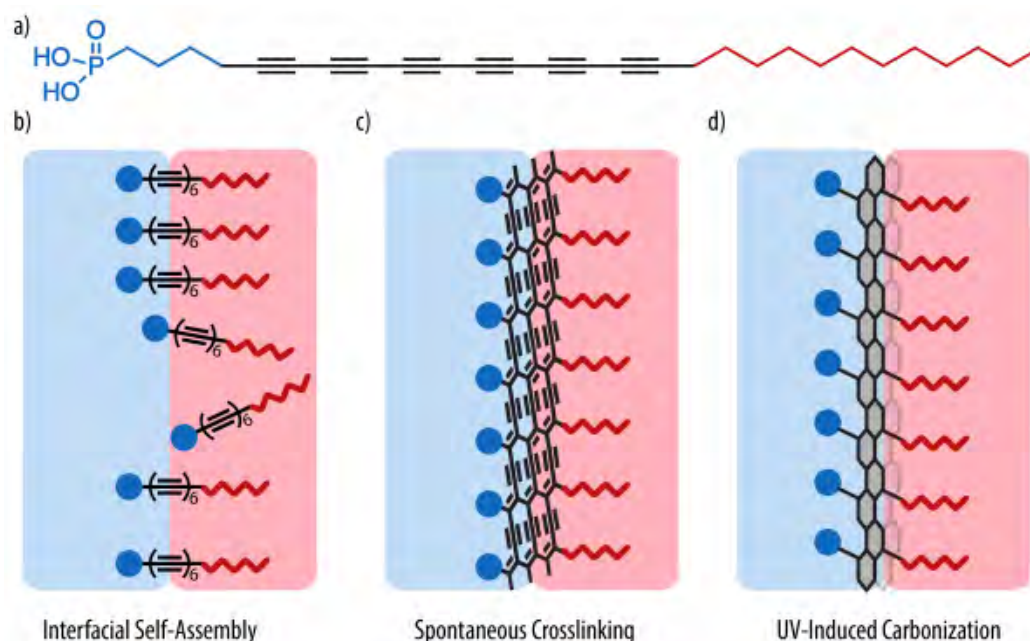 a)
O
HO
P
HO
b)
c)
d)
6
6
6
6
6
6
6
Interfacial Self-Assembly
Spontaneous Crosslinking
UV-Induced Carbonization